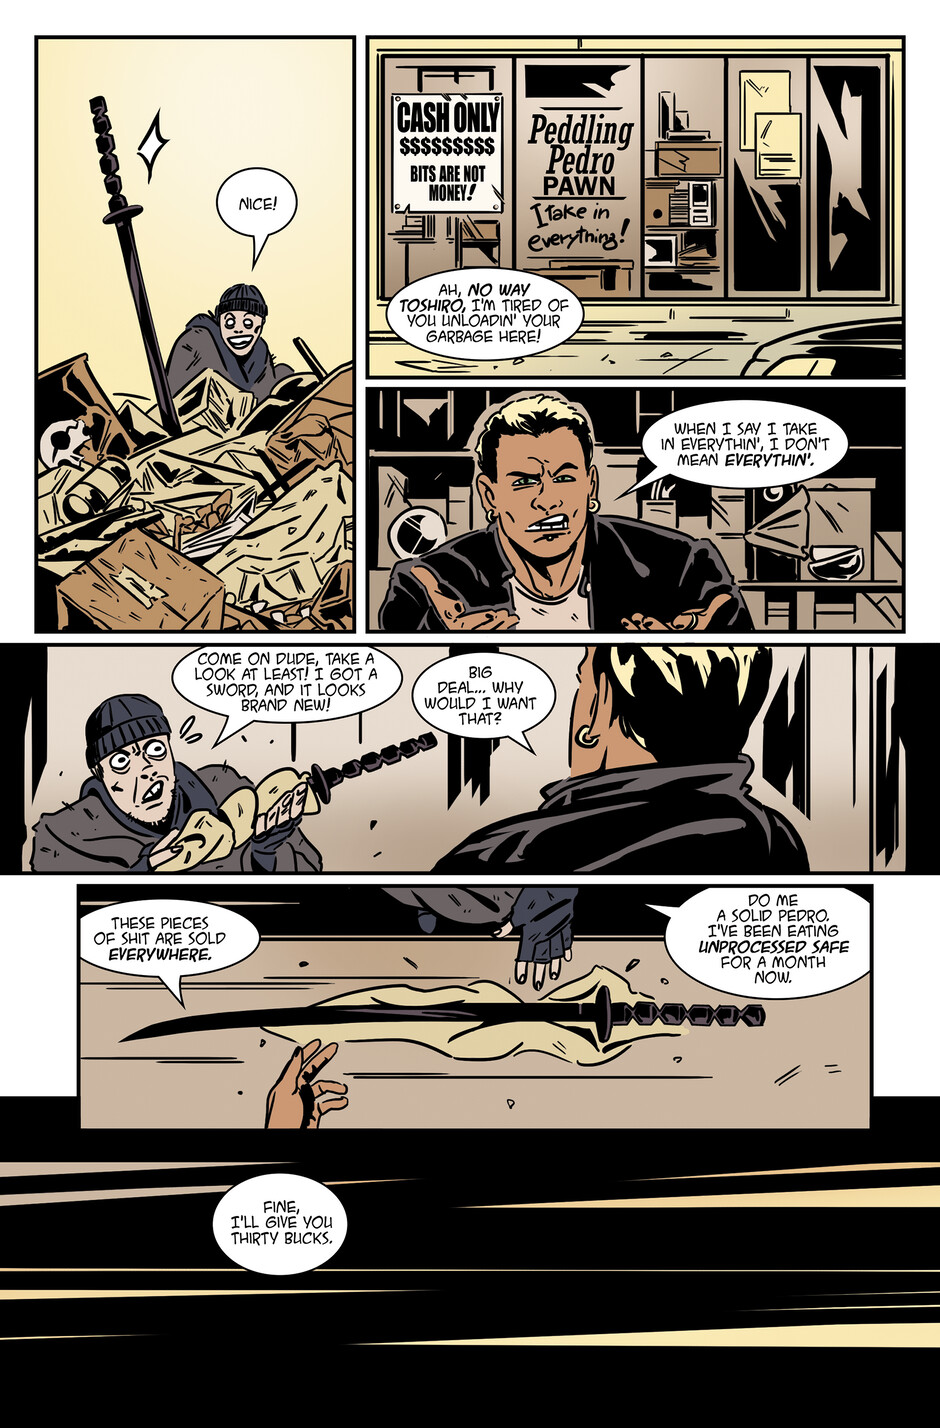 NICE!
CASH ONLY
$$$$$$$$$
BITS ARE NOT
MONEY!
Peddling
Pedro
PAWN
I take in
everything!
AH, NO WAY
TOSHIRO, I'M TIRED OF
YOU UNLOADIN' YOUR
GARBAGE HERE!
WHEN I SAY I TAKE
IN EVERYTHIN', I DON'T
MEAN EVERYTHIN'.
COME ON DUDE, TAKE A
LOOK AT LEAST! I GOT A
SWORD, AND IT LOOKS
BRAND NEW!
BIG
DEAL... WHY
WOULD I WANT
THAT?
THESE PIECES
OF SHIT ARE SOLD
EVERYWHERE.
DO ME
A SOLID PEDRO.
I'VE BEEN EATING
UNPROCESSED SAFE
FOR A MONTH
NOW.
FINE,
I'LL GIVE YOU
THIRTY BUCKS.